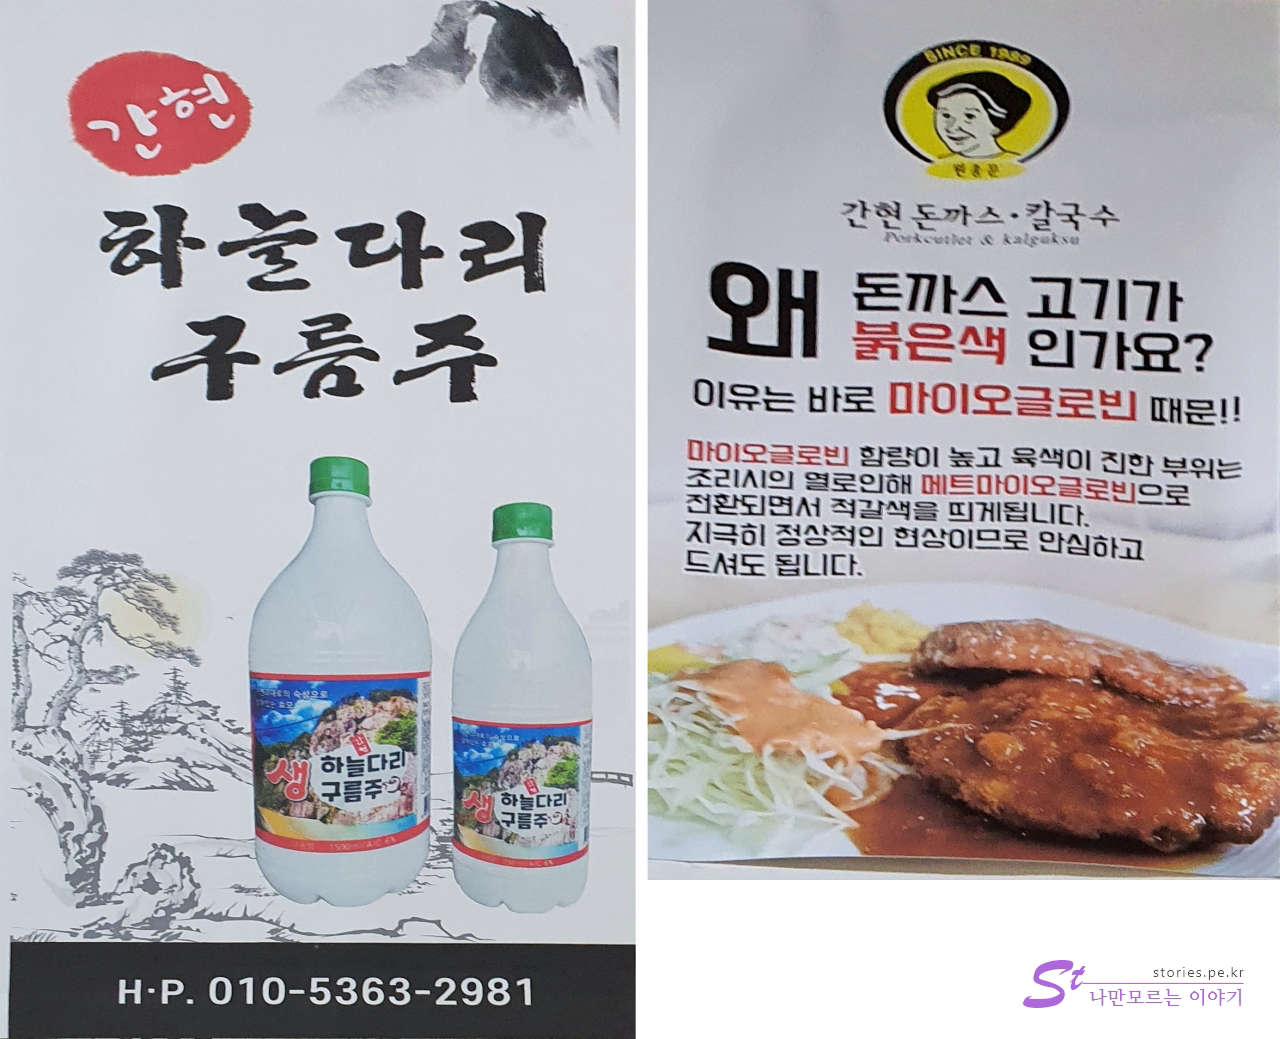 간현
하늘다리
구름주
생
하늘다리
구름주
생
하늘다리
구름주
H·P. 010-5363-2981
SINCE 1989
간현 돈까스·칼국수
Porkcutlet & kalguksu
왜 돈까스 고기가
붉은색 인가요?
이유는 바로 마이오글로빈 때문!!
마이오글로빈 함량이 높고 육색이 진한 부위는
조리시의 열로인해 메트마이오글로빈으로
전환되면서 적갈색을 띄게됩니다.
지극히 정상적인 현상이므로 안심하고
드셔도 됩니다.
St
stories.pe.kr
나만모르는 이야기